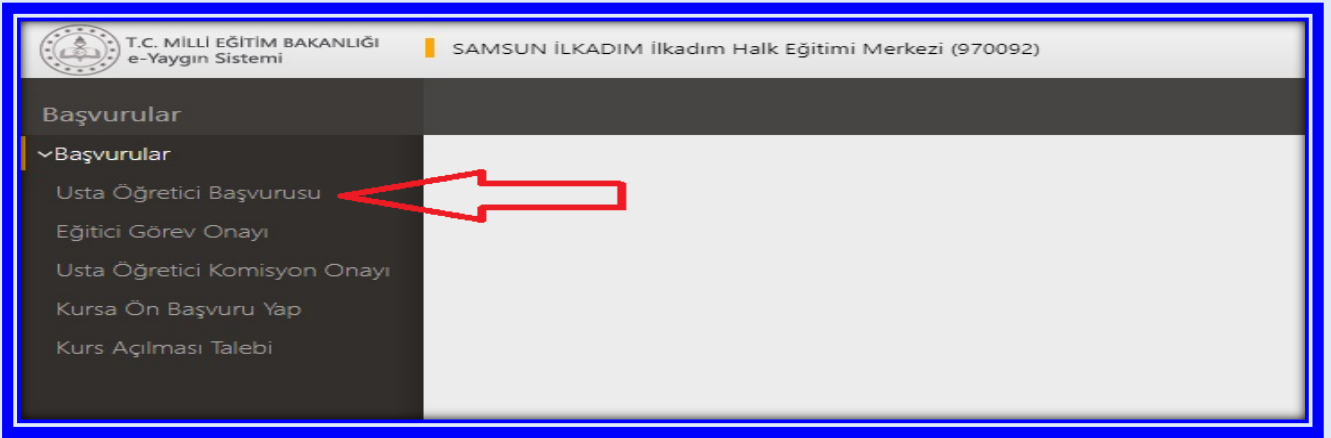 T.C. MİLLİ EĞİTİM BAKANLIĞI
e-Yaygın Sistemi
SAMSUN İLKADIM İlkadım Halk Eğitimi Merkezi (970092)
Başvurular
Başvurular
Usta Öğretici Başvurusu
Eğitici Görev Onayı
Usta Öğretici Komisyon Onayı
Kursa Ön Başvuru Yap
Kurs Açılması Talebi